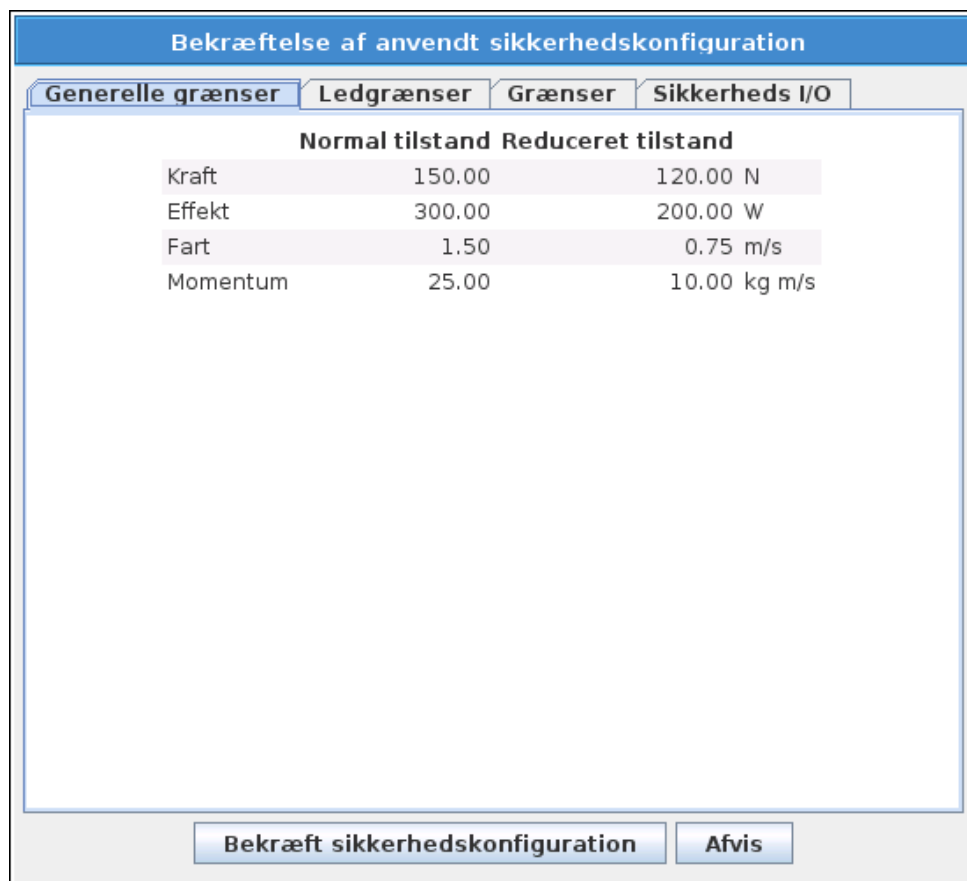 Bekræftelse af anvendt sikkerhedskonfiguration
Generelle grænser Ledgrænser Grænser Sikkerheds I/O
Normal tilstand Reduceret tilstand
Kraft 150.00 120.00 N
Effekt 300.00 200.00 W
Fart 1.50 0.75 m/s
Momentum 25.00 10.00 kg m/s
Bekræft sikkerhedskonfiguration Afvis